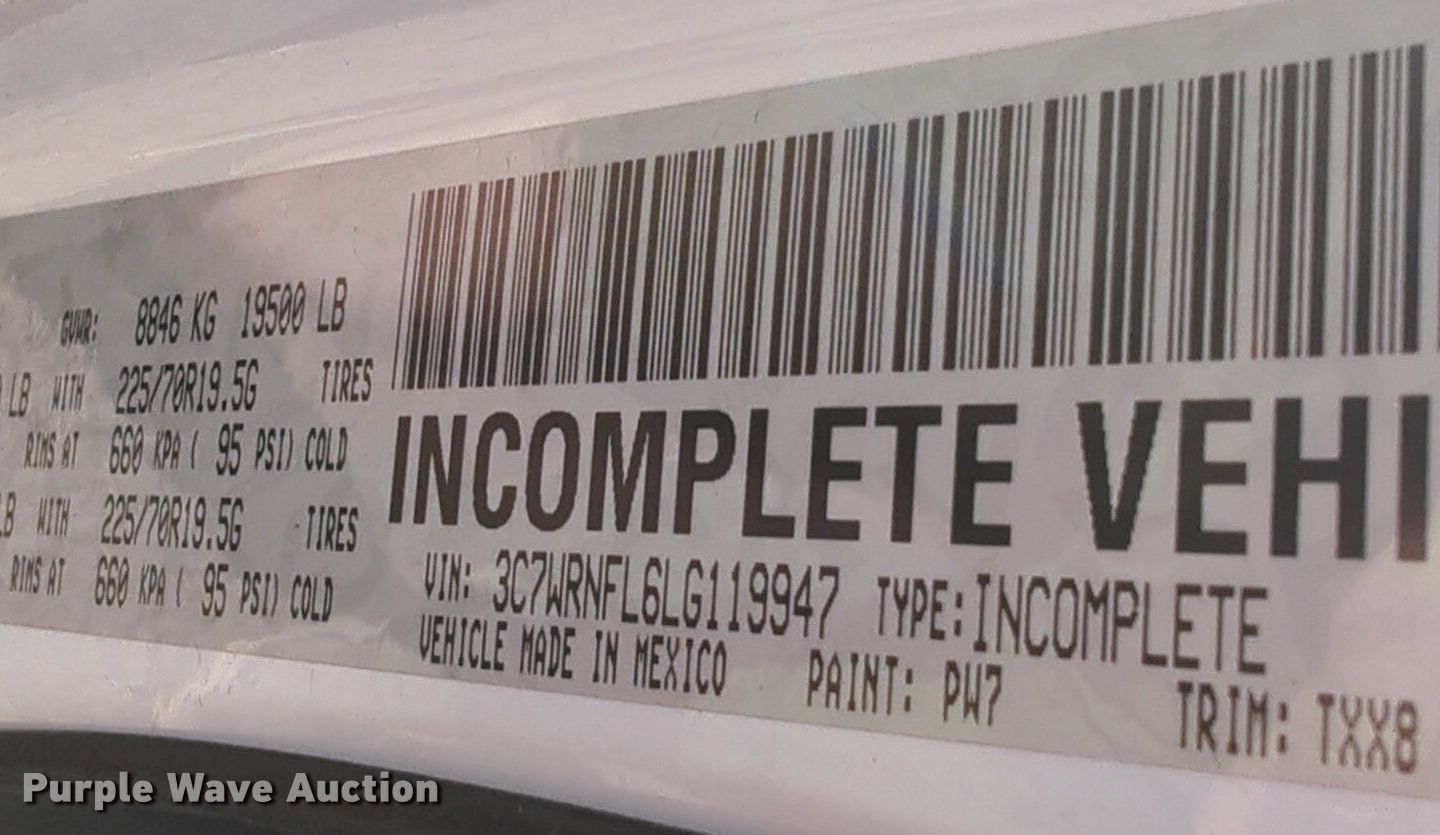 GVWR: 8846 KG 19500 LB
LB WITH 225/70R19.5G TIRES
RIMS AT 660 KPA ( 95 PSI) COLD
LB WITH 225/70R19.5G TIRES
RIMS AT 660 KPA ( 95 PSI) COLD
INCOMPLETE VEHI
VIN: 3C7WRNFL6LG119947 TYPE: INCOMPLETE
VEHICLE MADE IN MEXICO PAINT: PW7 TRIM: TXX8
Purple Wave Auction